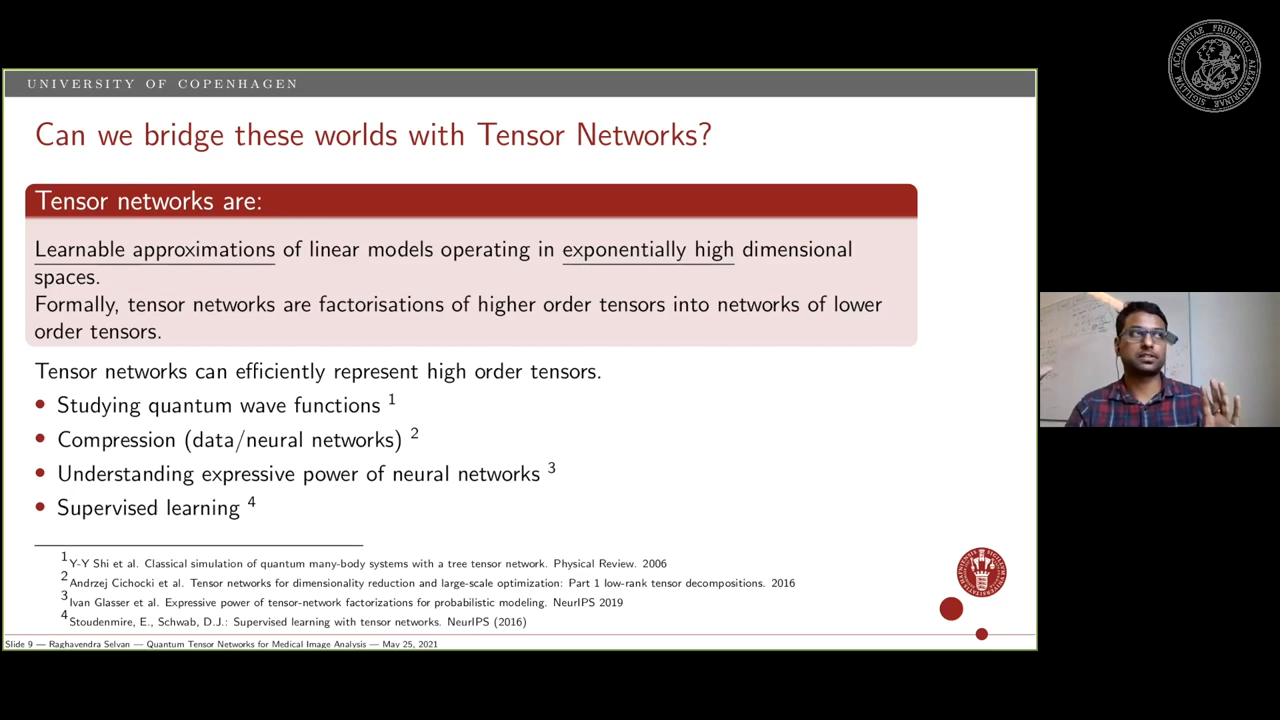 UNIVERSITY OF COPENHAGEN
Can we bridge these worlds with Tensor Networks?
Tensor networks are:
Learnable approximations of linear models operating in exponentially high dimensional
spaces.
Formally, tensor networks are factorisations of higher order tensors into networks of lower
order tensors.
Tensor networks can efficiently represent high order tensors.
• Studying quantum wave functions 1
• Compression (data/neural networks) 2
• Understanding expressive power of neural networks 3
• Supervised learning 4
1 Y-Y Shi et al. Classical simulation of quantum many-body systems with a tree tensor network. Physical Review. 2006
2 Andrzej Cichocki et al. Tensor networks for dimensionality reduction and large-scale optimization: Part 1 low-rank tensor decompositions. 2016
3 Ivan Glasser et al. Expressive power of tensor-network factorizations for probabilistic modeling. NeurIPS 2019
4 Stoudenmire, E., Schwab, D.J.: Supervised learning with tensor networks. NeurIPS (2016)
Slide 9 — Raghavendra Selvan — Quantum Tensor Networks for Medical Image Analysis — May 25, 2021
ACADEMIAE FRIDERICO ALEXANDRINAE SIGILLVM